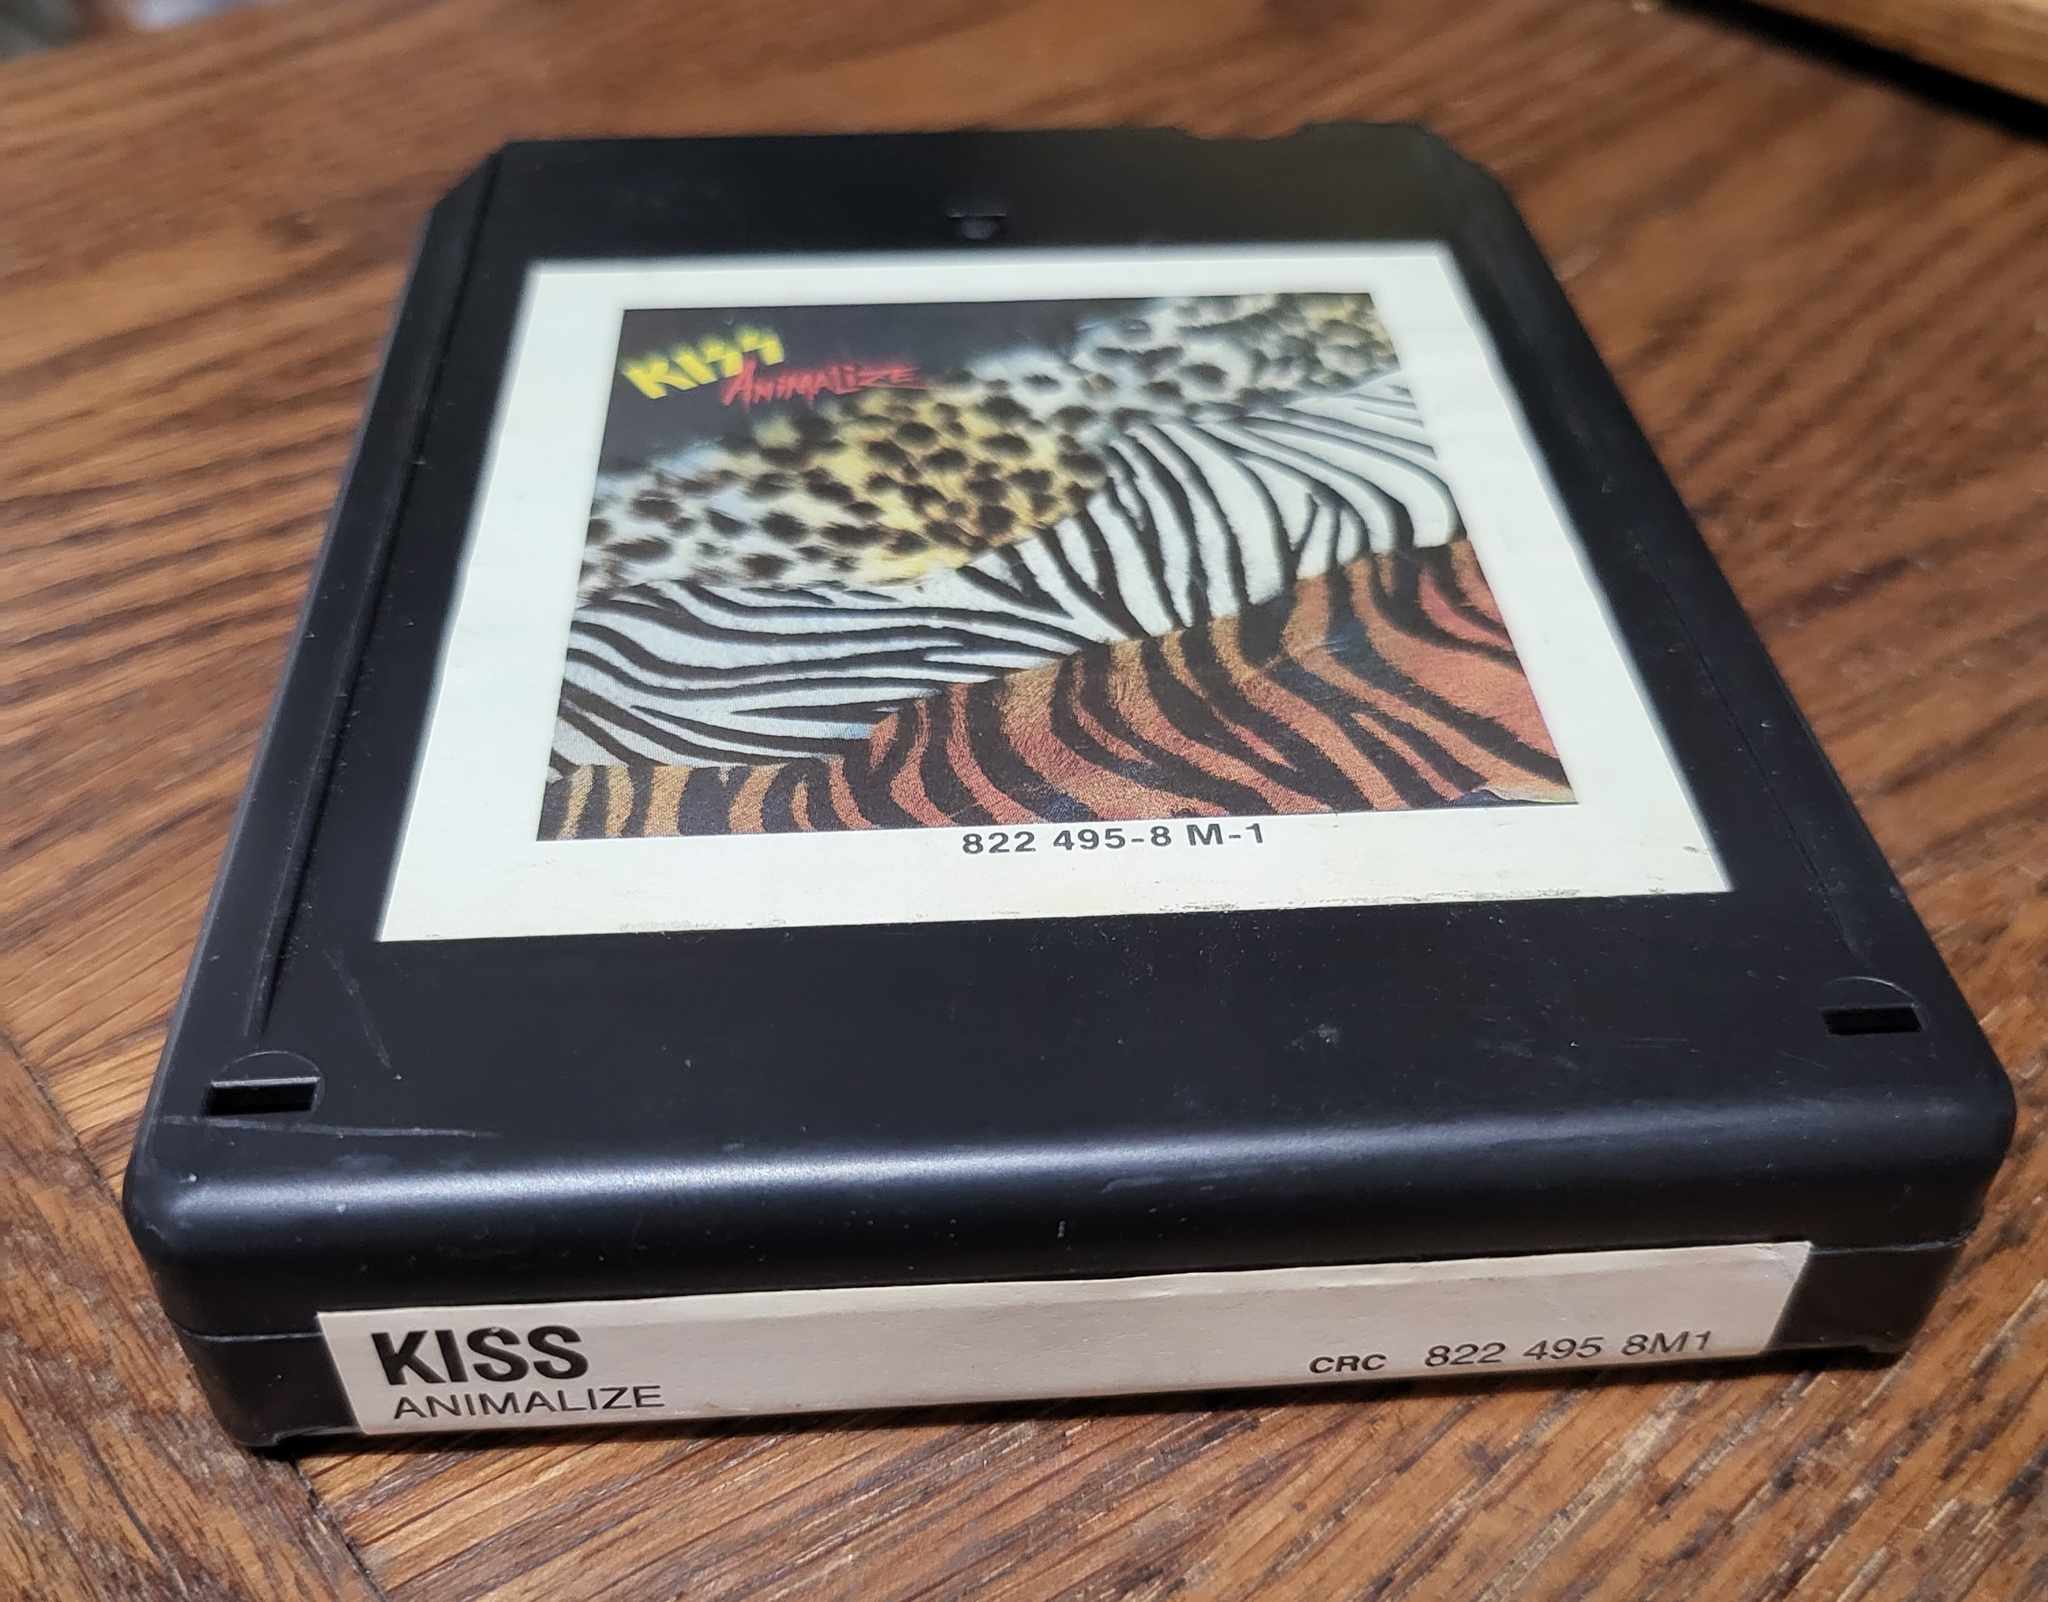 KISS
ANIMALIZE
822 495-8 M-1
KISS
ANIMALIZE
CRC 822 495 8M1